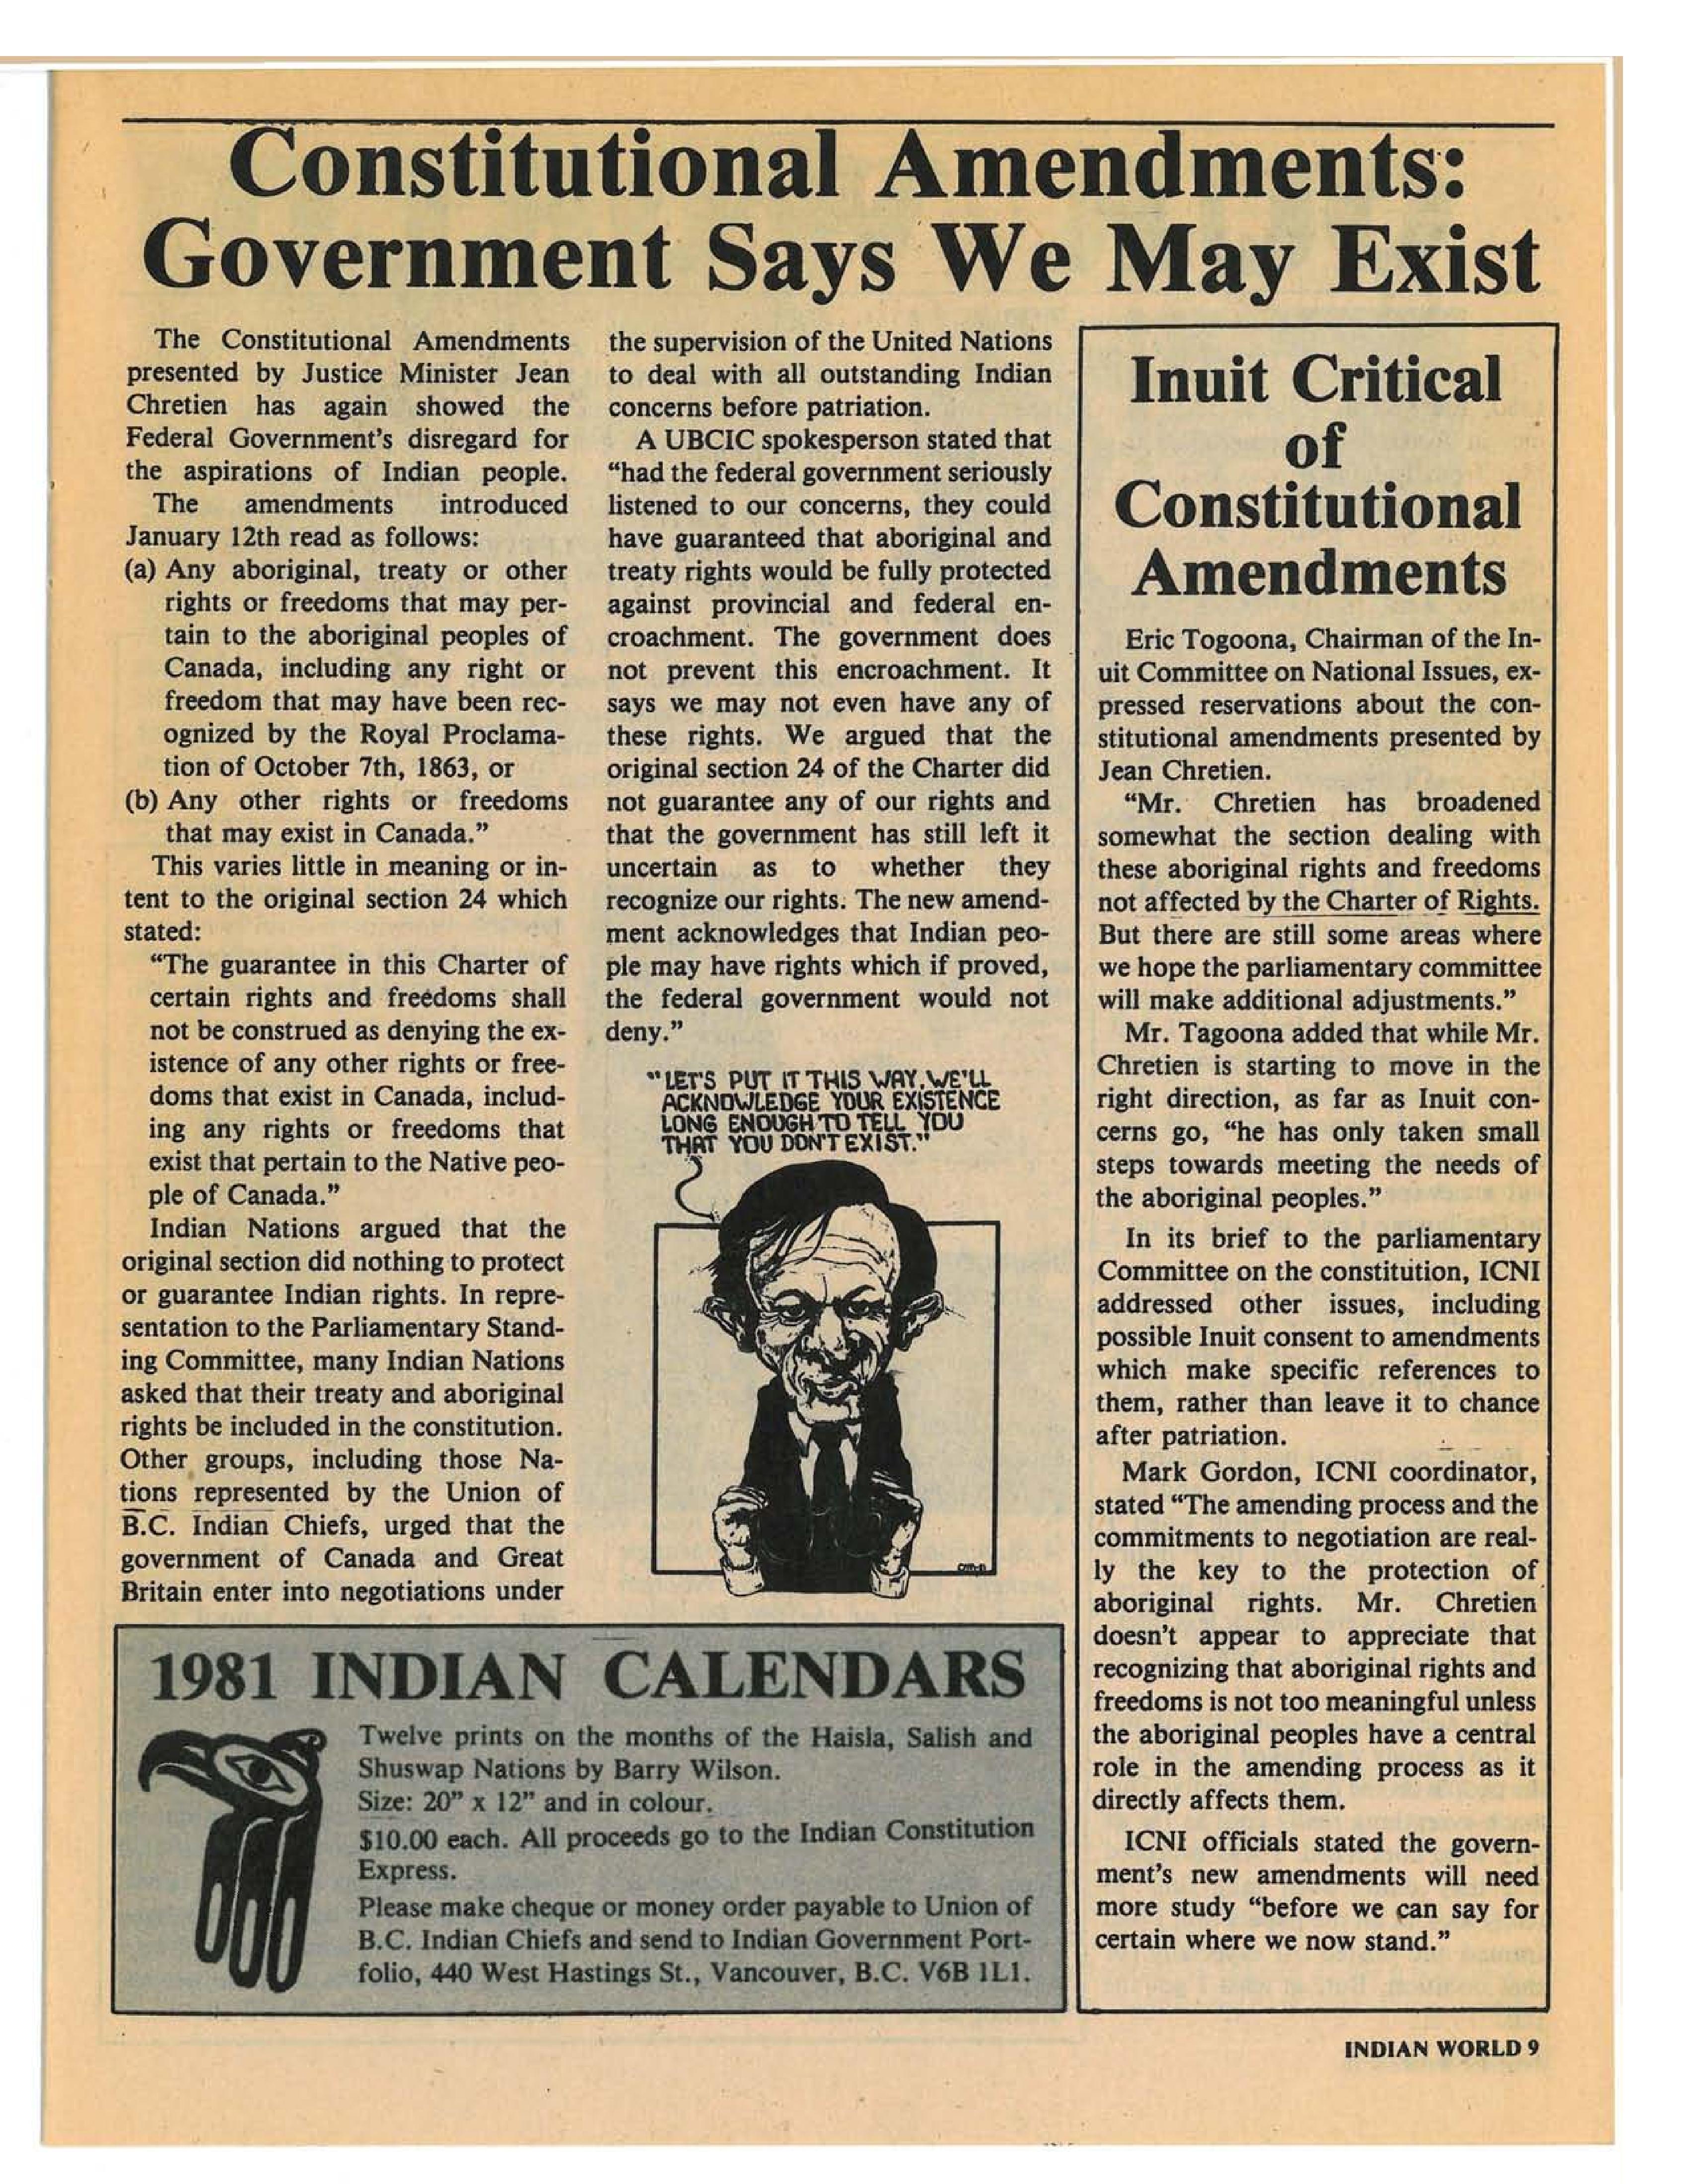 Constitutional Amendments:
Government Says We May Exist
The Constitutional Amendments
presented by Justice Minister Jean
Chretien has again showed the
Federal Government's disregard for
the aspirations of Indian people.
The amendments introduced
January 12th read as follows:
(a) Any aboriginal, treaty or other
rights or freedoms that may per-
tain to the aboriginal peoples of
Canada, including any right or
freedom that may have been rec-
ognized by the Royal Proclama-
tion of October 7th, 1863, or
(b) Any other rights or freedoms
that may exist in Canada.”
This varies little in meaning or in-
tent to the original section 24 which
stated:
“The guarantee in this Charter of
certain rights and freedoms shall
not be construed as denying the ex-
istence of any other rights or free-
doms that exist in Canada, includ-
ing any rights or freedoms that
exist that pertain to the Native peo-
ple of Canada.”
Indian Nations argued that the
original section did nothing to protect
or guarantee Indian rights. In repre-
sentation to the Parliamentary Stand-
ing Committee, many Indian Nations
asked that their treaty and aboriginal
rights be included in the constitution.
Other groups, including those Na-
tions represented by the Union of
B.C. Indian Chiefs, urged that the
government of Canada and Great
Britain enter into negotiations under
the supervision of the United Nations
to deal with all outstanding Indian
concerns before patriation.
A UBCIC spokesperson stated that
“had the federal government seriously
listened to our concerns, they could
have guaranteed that aboriginal and
treaty rights would be fully protected
against provincial and federal en-
croachment. The government does
not prevent this encroachment. It
says we may not even have any of
these rights. We argued that the
original section 24 of the Charter did
not guarantee any of our rights and
that the government has still left it
uncertain as to whether they
recognize our rights. The new amend-
ment acknowledges that Indian peo-
ple may have rights which if proved,
the federal government would not
deny.”
“LET'S PUT IT THIS WAY. WE'LL
ACKNOWLEDGE YOUR EXISTENCE
LONG ENOUGH TO TELL YOU
THAT YOU DON'T EXIST.”
Inuit Critical
of
Constitutional
Amendments
Eric Togoona, Chairman of the In-
uit Committee on National Issues, ex-
pressed reservations about the con-
stitutional amendments presented by
Jean Chretien.
“Mr. Chretien has broadened
somewhat the section dealing with
these aboriginal rights and freedoms
not affected by the Charter of Rights.
But there are still some areas where
we hope the parliamentary committee
will make additional adjustments.”
Mr. Tagoona added that while Mr.
Chretien is starting to move in the
right direction, as far as Inuit con-
cerns go, “he has only taken small
steps towards meeting the needs of
the aboriginal peoples.”
In its brief to the parliamentary
Committee on the constitution, ICNI
addressed other issues, including
possible Inuit consent to amendments
which make specific references to
them, rather than leave it to chance
after patriation.
Mark Gordon, ICNI coordinator,
stated “The amending process and the
commitments to negotiation are real-
ly the key to the protection of
aboriginal rights. Mr. Chretien
doesn't appear to appreciate that
recognizing that aboriginal rights and
freedoms is not too meaningful unless
the aboriginal peoples have a central
role in the amending process as it
directly affects them.
ICNI officials stated the govern-
ment's new amendments will need
more study “before we can say for
certain where we now stand.”
1981 INDIAN CALENDARS
Twelve prints on the months of the Haisla, Salish and
Shuswap Nations by Barry Wilson.
Size: 20” x 12” and in colour.
$10.00 each. All proceeds go to the Indian Constitution
Express.
Please make cheque or money order payable to Union of
B.C. Indian Chiefs and send to Indian Government Port-
folio, 440 West Hastings St., Vancouver, B.C. V6B 1L1.
INDIAN WORLD 9